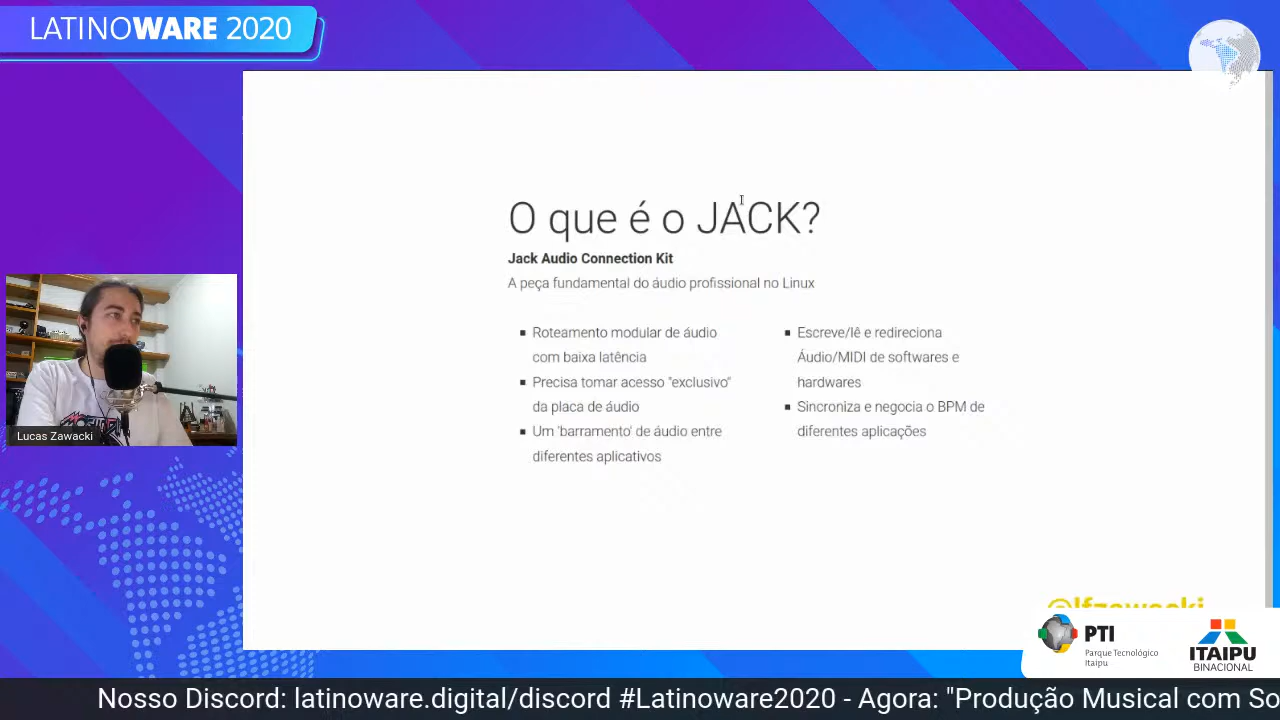 LATINOWARE 2020
O que é o JACK?
Jack Audio Connection Kit
A peça fundamental do áudio profissional no Linux
Roteamento modular de áudio
com baixa latência
Precisa tomar acesso "exclusivo"
da placa de áudio
Um 'barramento' de áudio entre
diferentes aplicativos
Escreve/lê e redireciona
Áudio/MIDI de softwares e
hardwares
Sincroniza e negocia o BPM de
diferentes aplicações
Lucas Zawacki
@lfzawacki
PTI
Parque Tecnológico
Itaipu
ITAIPU
BINACIONAL
Nosso Discord: latinoware.digital/discord #Latinoware2020 - Agora: "Produção Musical com So